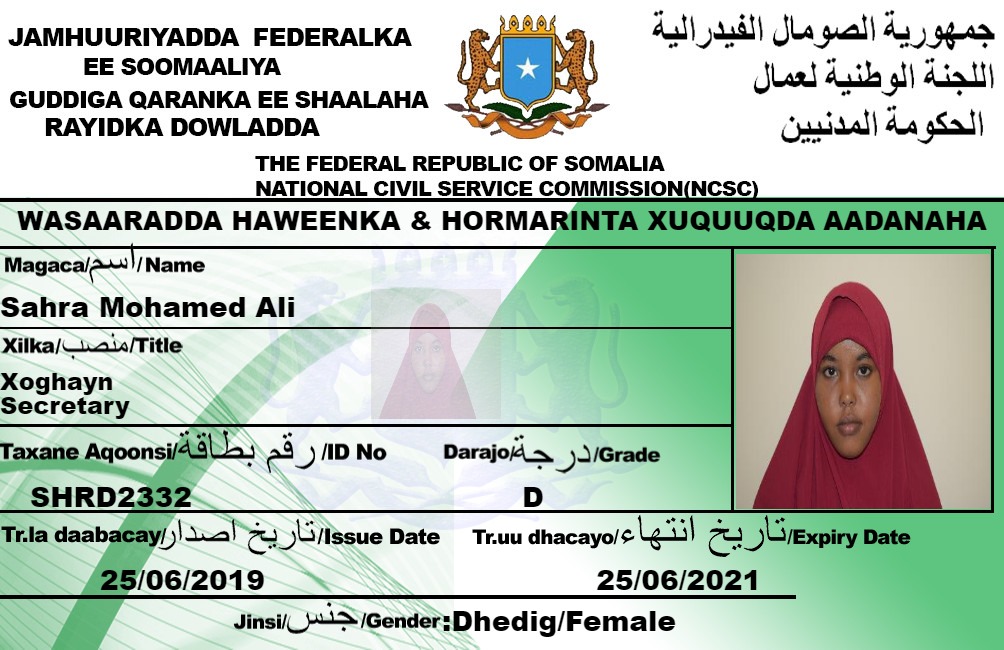 JAMHUURIYADDA FEDERALKA
EE SOOMAALIYA
GUDDIGA QARANKA EE SHAALAHA
RAYIDKA DOWLADDA
جمهورية الصومال الفيدرالية
اللجنة الوطنية لعمال
الحكومة المدنيين
THE FEDERAL REPUBLIC OF SOMALIA
NATIONAL CIVIL SERVICE COMMISSION(NCSC)
WASAARADDA HAWEENKA & HORMARINTA XUQUUQDA AADANAHA
Magaca/اسم/Name
Sahra Mohamed Ali
Xilka/منصب/Title
Xoghayn
Secretary
Taxane Aqoonsi/رقم بطاقة/ID No
Darajo/درجة/Grade
SHRD2332
D
Tr.la daabacay/تاريخ اصدار/Issue Date
Tr.uu dhacayo/تاريخ انتهاء/Expiry Date
25/06/2019
25/06/2021
Jinsi/جنس/Gender:Dhedig/Female